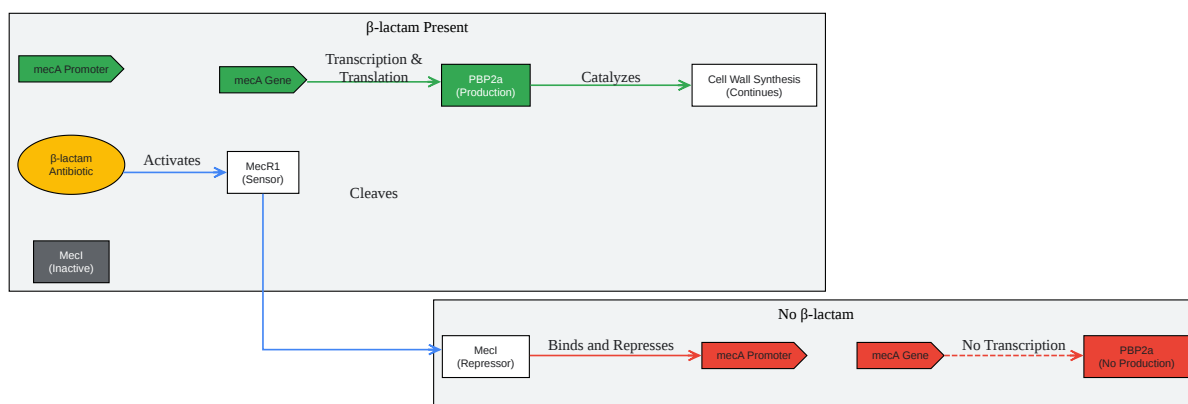 β-lactam Present
mecA Promoter
mecA Gene
Transcription &
Translation
PBP2a
(Production)
Catalyzes
Cell Wall Synthesis
(Continues)
β-lactam
Antibiotic
Activates
MecR1
(Sensor)
Cleaves
MecI
(Inactive)
No β-lactam
MecI
(Repressor)
Binds and Represses
mecA Promoter
mecA Gene
No Transcription
PBP2a
(No Production)